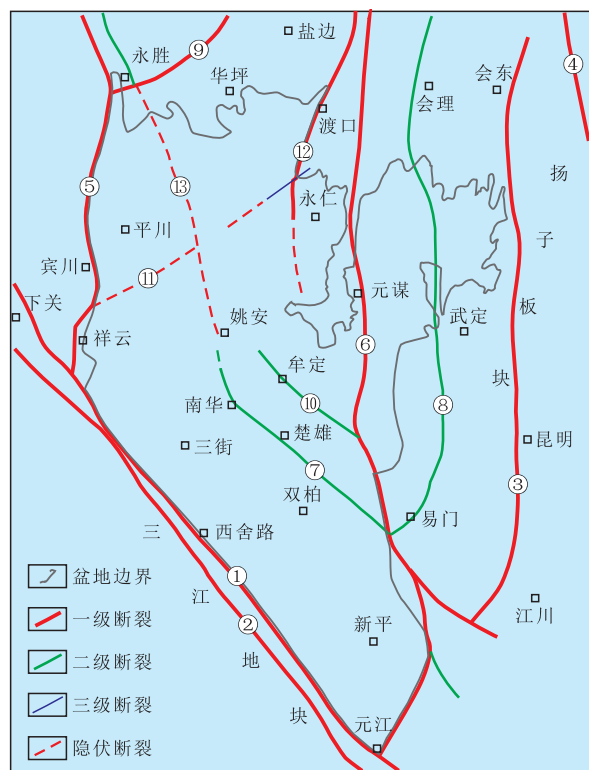 盐边
永胜
⑨
④
华坪
会东
会理
渡口
⑫
扬
⑤
⑬
永仁
平川
子
宾川
⑪
元谋
下关
板
姚安
武定
祥云
⑥
牟定
块
南华
⑩
⑧
楚雄
昆明
三街
⑦
③
双柏
易门
三
西舍路
①
盆地边界
江
江川
一级断裂
②
新平
二级断裂
地
三级断裂
块
元江
隐伏断裂